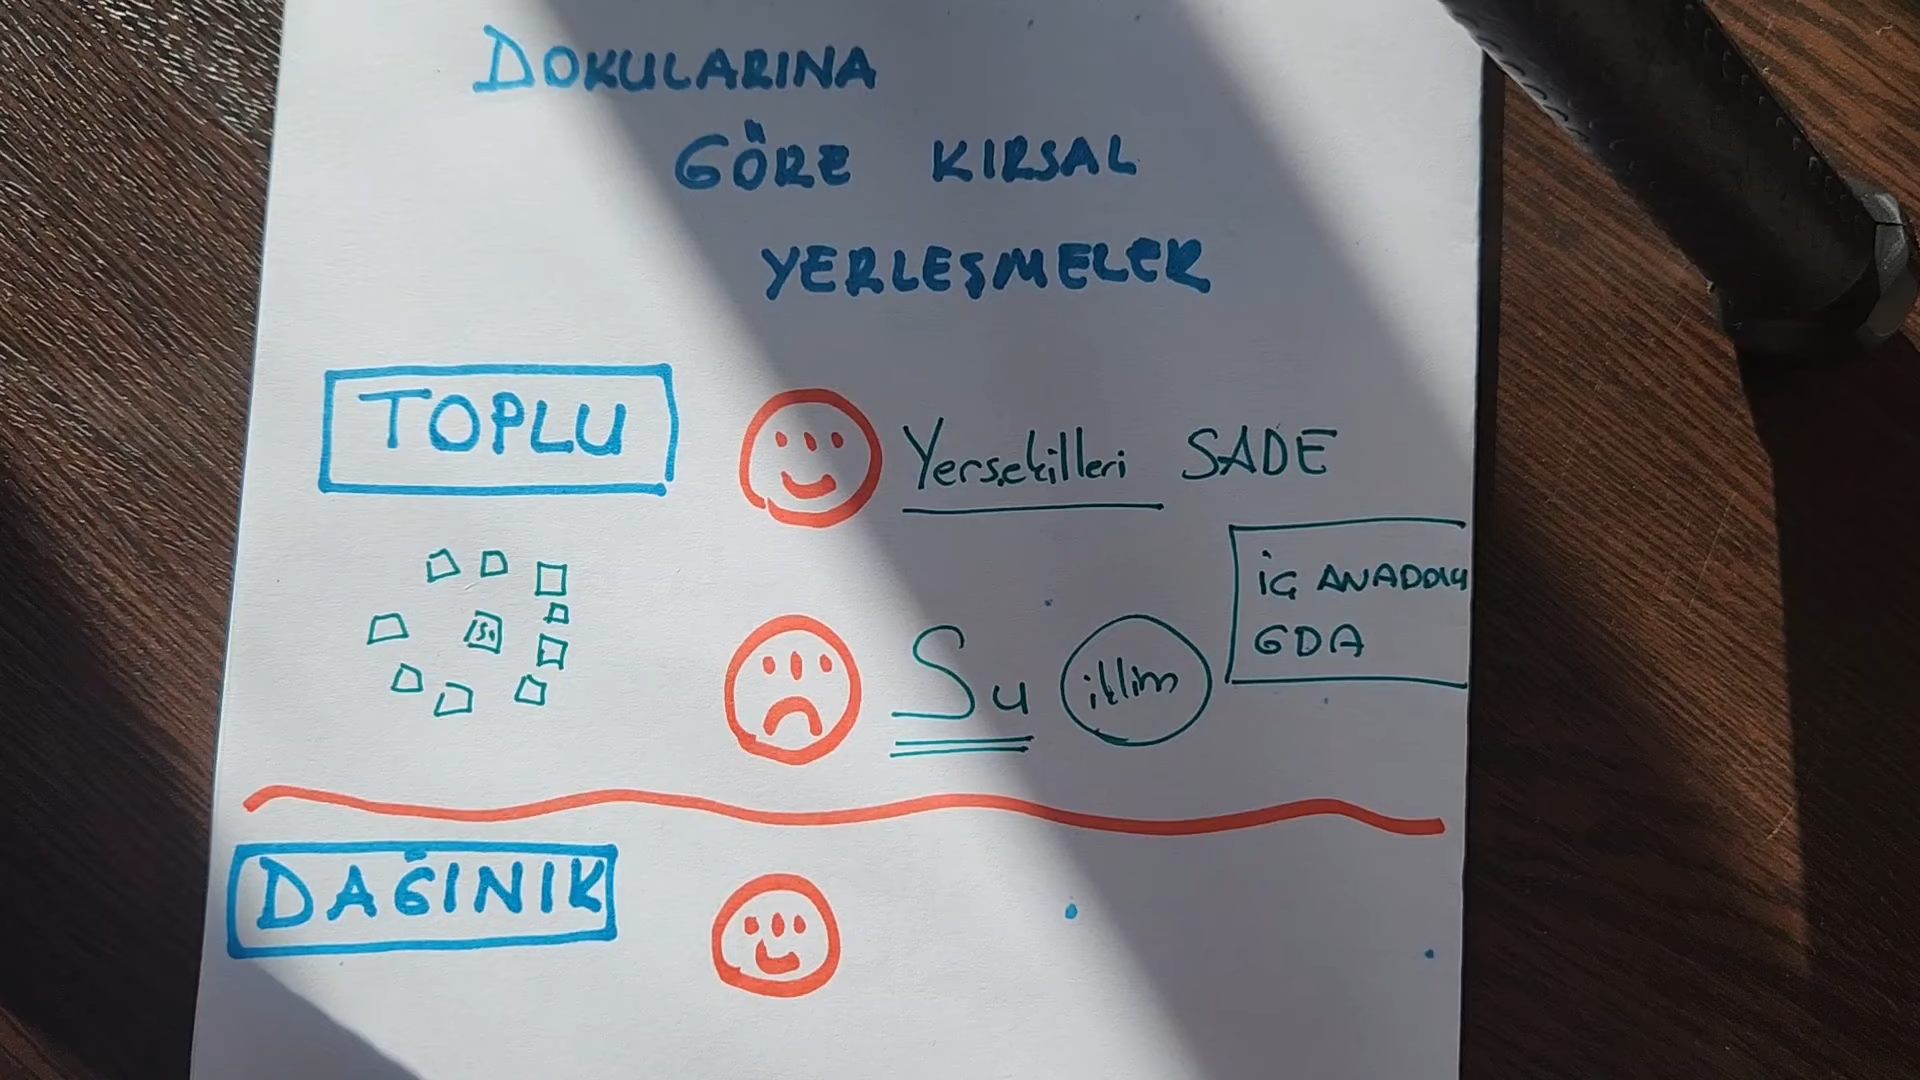 DOKULARINA
GÖRE KIRSAL
YERLEŞMELER
TOPLU
Yerşekilleri SADE
İÇ ANADOLU
GDA
Su
iklim
DAĞINIK